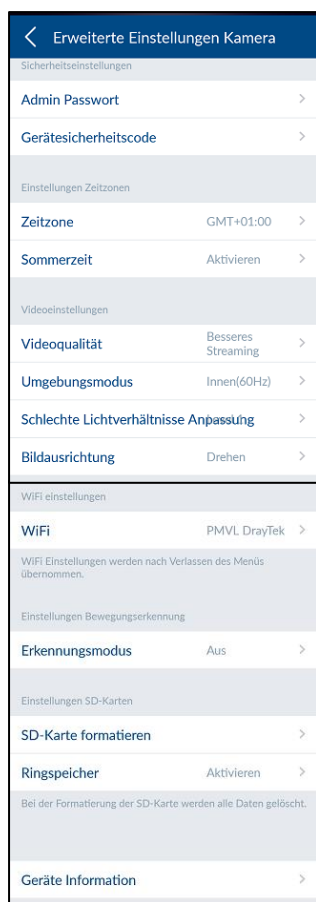 Erweiterte Einstellungen Kamera
Sicherheitseinstellungen
Admin Passwort
Gerätesicherheitscode
Einstellungen Zeitzonen
Zeitzone GMT+01:00
Sommerzeit Aktivieren
Videoeinstellungen
Videoqualität Besseres Streaming
Umgebungsmodus Innen(60Hz)
Schlechte Lichtverhältnisse Anpassung
Bildausrichtung Drehen
WiFi einstellungen
WiFi PMVL DrayTek
WiFi Einstellungen werden nach Verlassen des Menüs
übernommen.
Einstellungen Bewegungserkennung
Erkennungsmodus Aus
Einstellungen SD-Karten
SD-Karte formatieren
Ringspeicher Aktivieren
Bei der Formatierung der SD-Karte werden alle Daten gelöscht.
Geräte Information